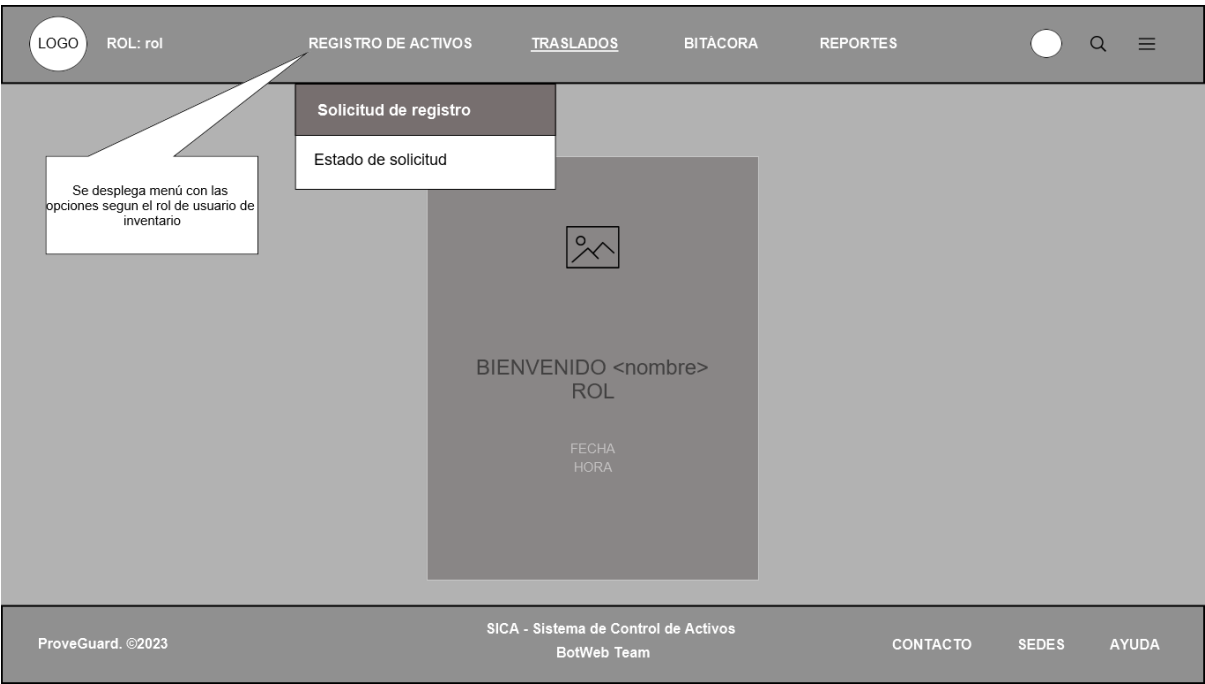 LOGO
ROL: rol
REGISTRO DE ACTIVOS
TRASLADOS
BITÁCORA
REPORTES
Solicitud de registro
Estado de solicitud
Se desplega menú con las
opciones segun el rol de usuario de
inventario
BIENVENIDO <nombre>
ROL
FECHA
HORA
ProveGuard. ©2023
SICA - Sistema de Control de Activos
BotWeb Team
CONTACTO
SEDES
AYUDA